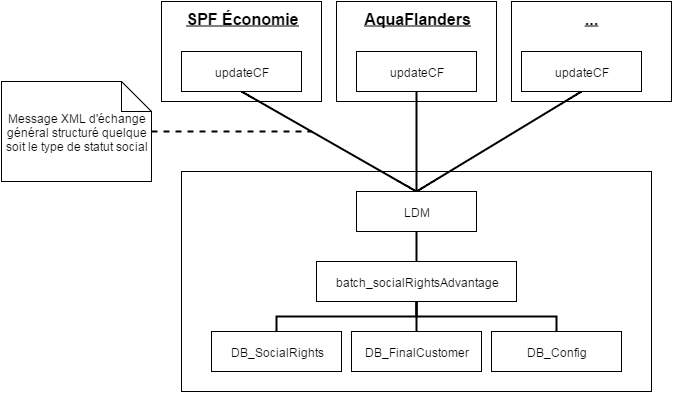 SPF Économie
AquaFlanders
...
updateCF
updateCF
updateCF
Message XML d'échange
général structuré quelque
soit le type de statut social
LDM
batch_socialRightsAdvantage
DB_SocialRights
DB_FinalCustomer
DB_Config